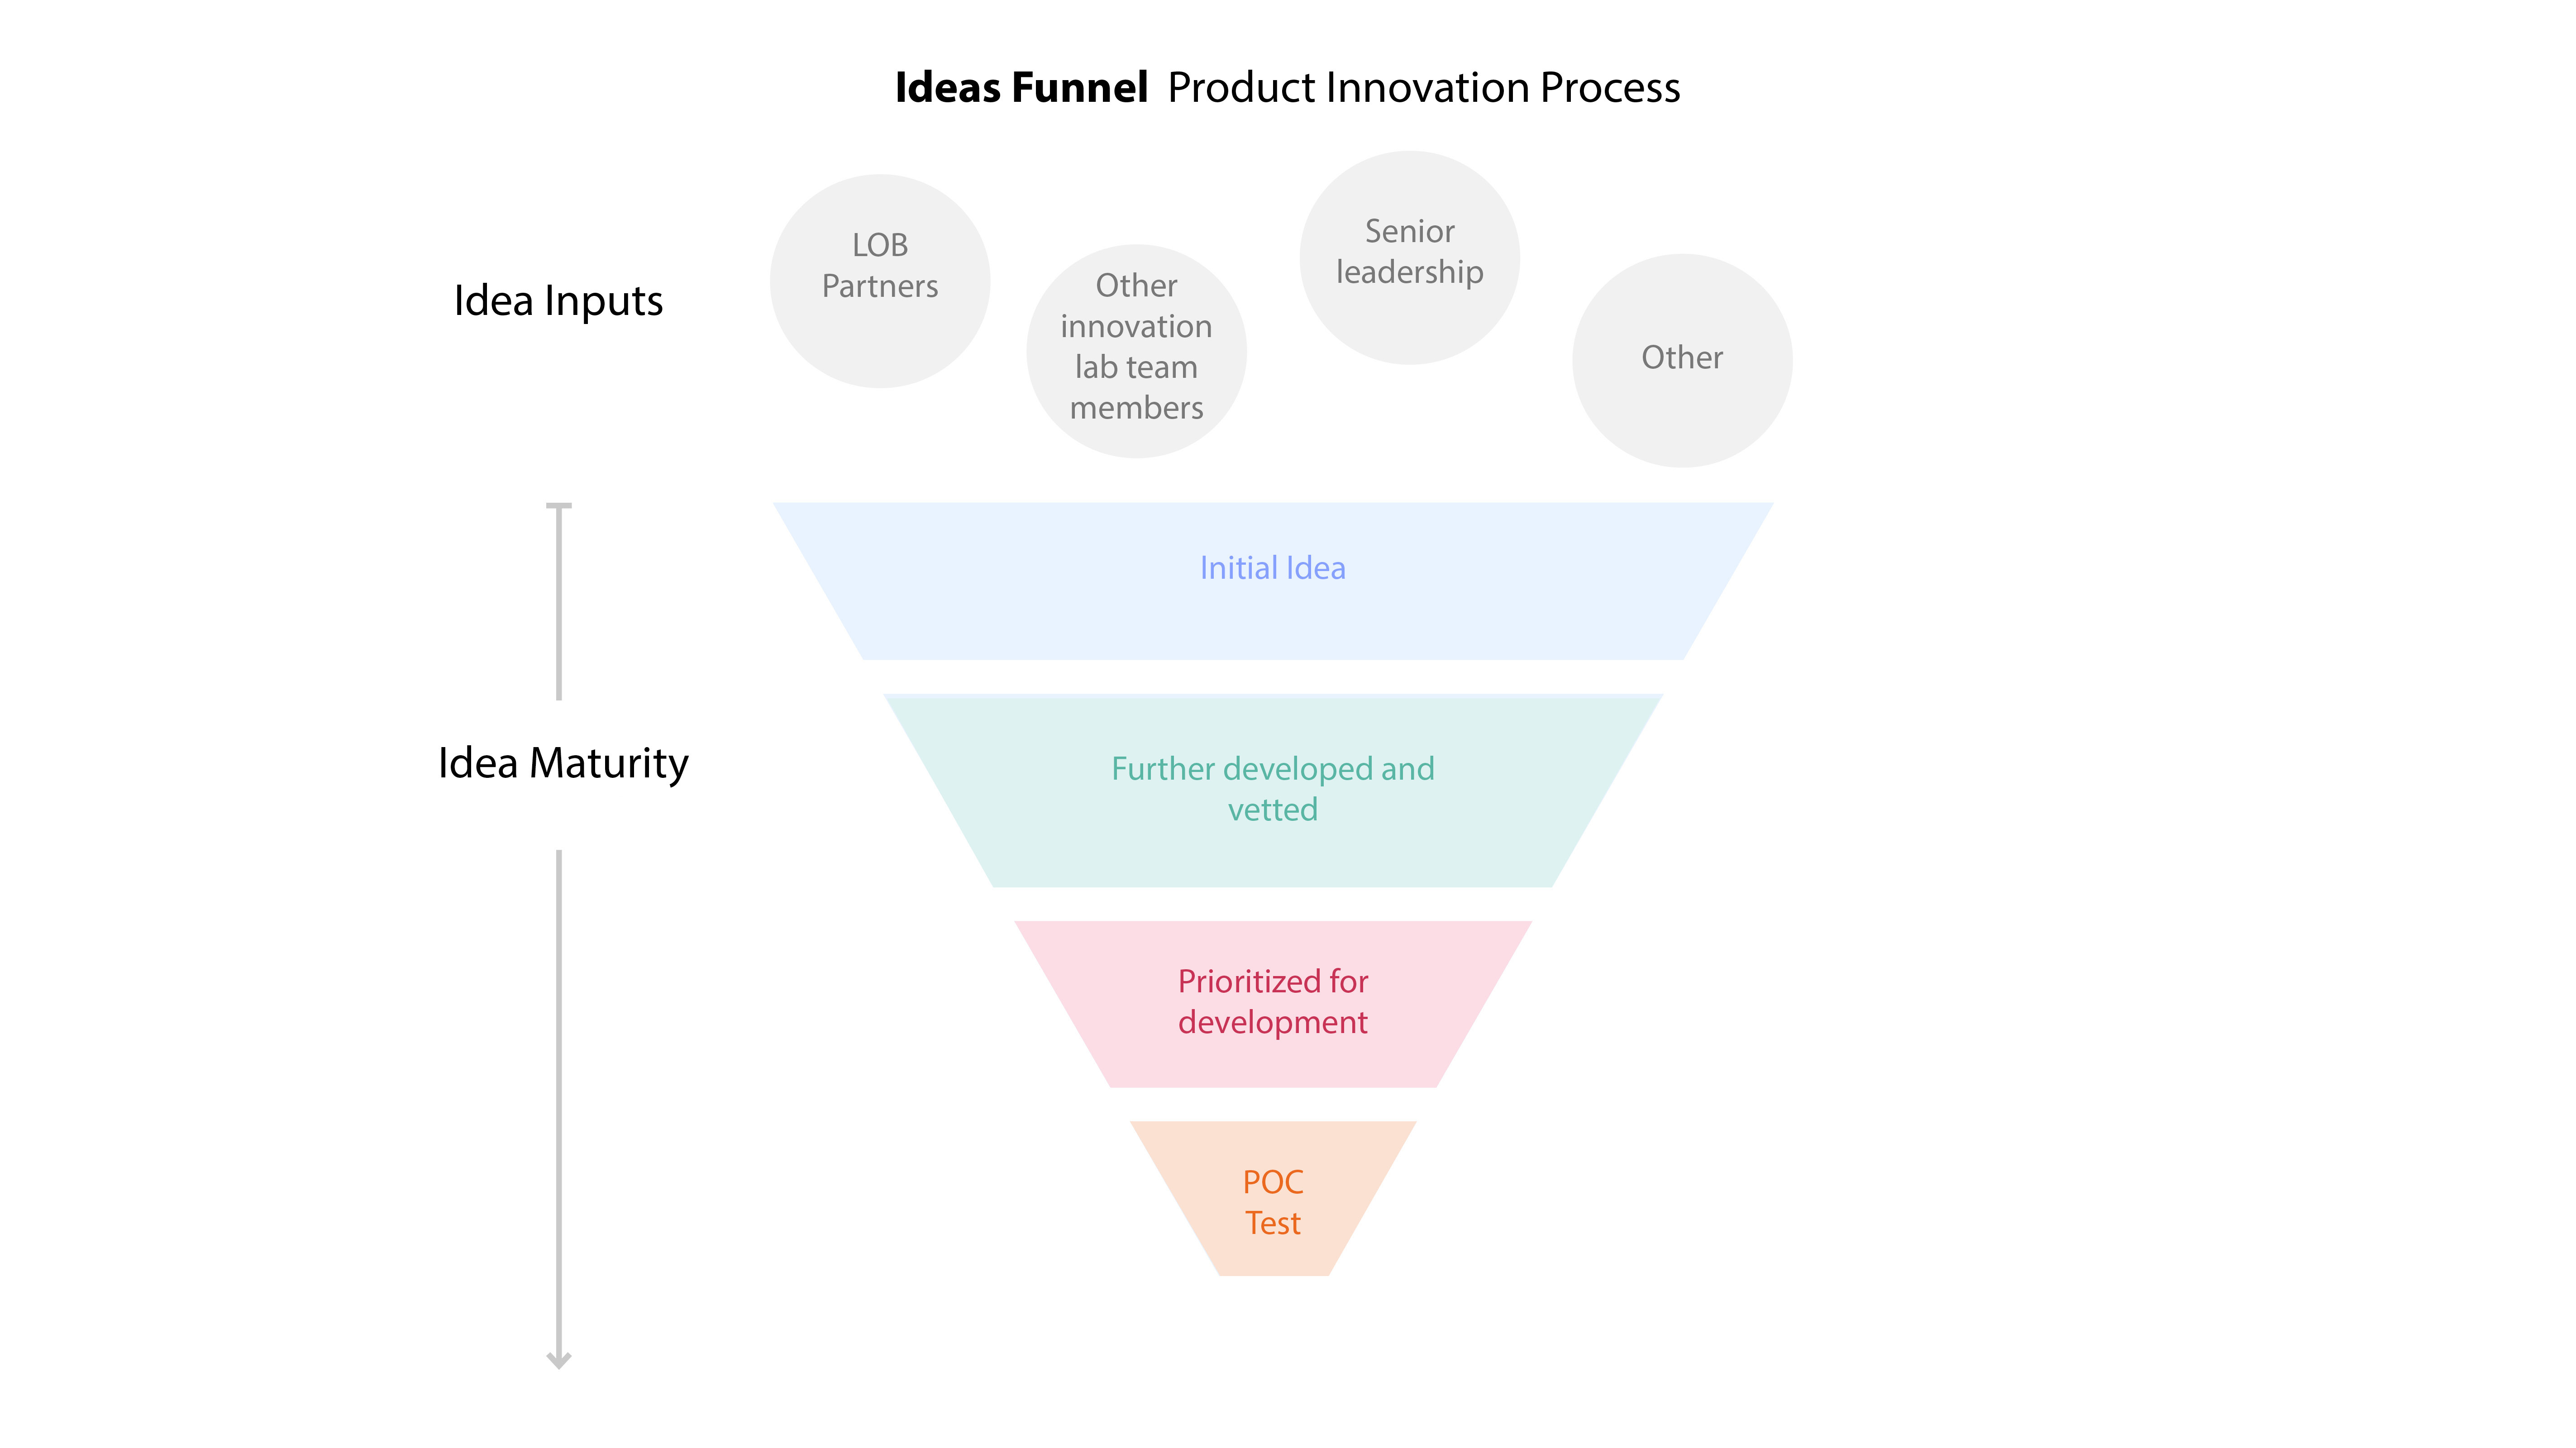 Ideas Funnel Product Innovation Process
Idea Inputs
LOB
Partners
Other
innovation
lab team
members
Senior
leadership
Other
Idea Maturity
Initial Idea
Further developed and
vetted
Prioritized for
development
POC
Test